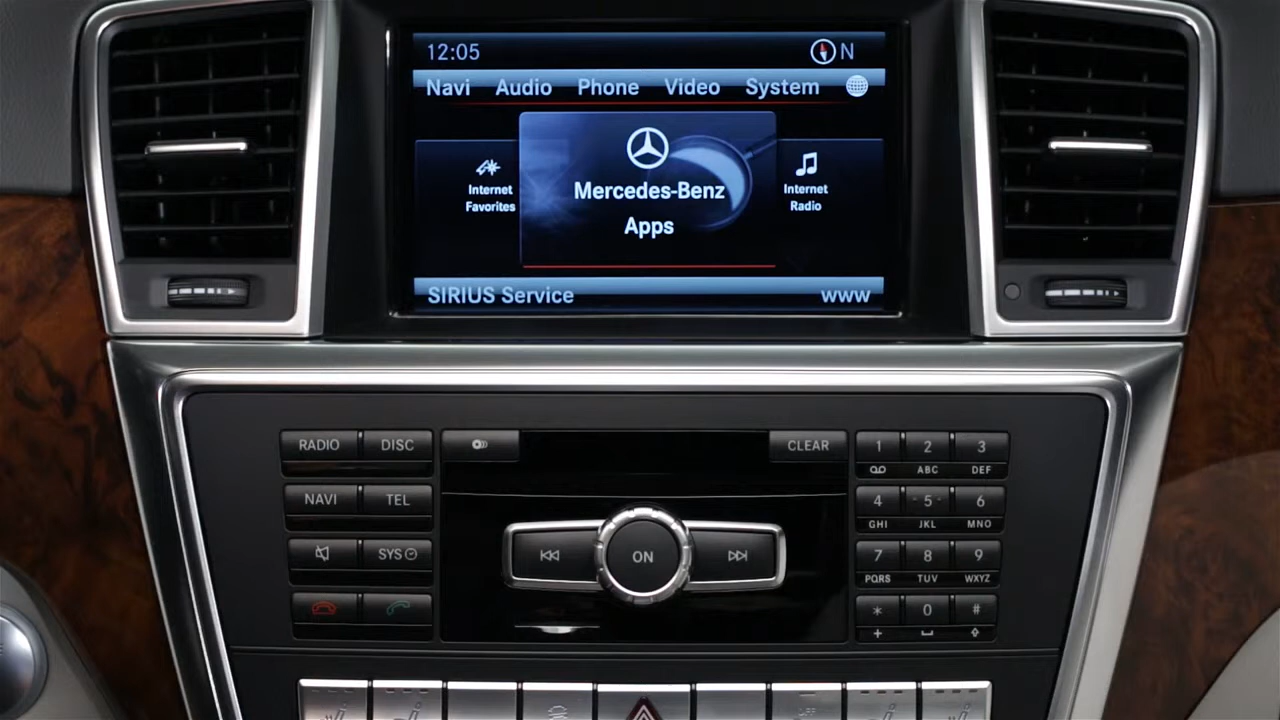 12:05 N
Navi Audio Phone Video System
Mercedes-Benz
Apps
Internet
Favorites
Internet
Radio
SIRIUS Service www
RADIO DISC CLEAR 1 2 3
ABC DEF
NAVI TEL 4 5 6
GHI JKL MNO
SYS ON 7 8 9
PQRS TUV WXYZ
* 0 #
+
OFF